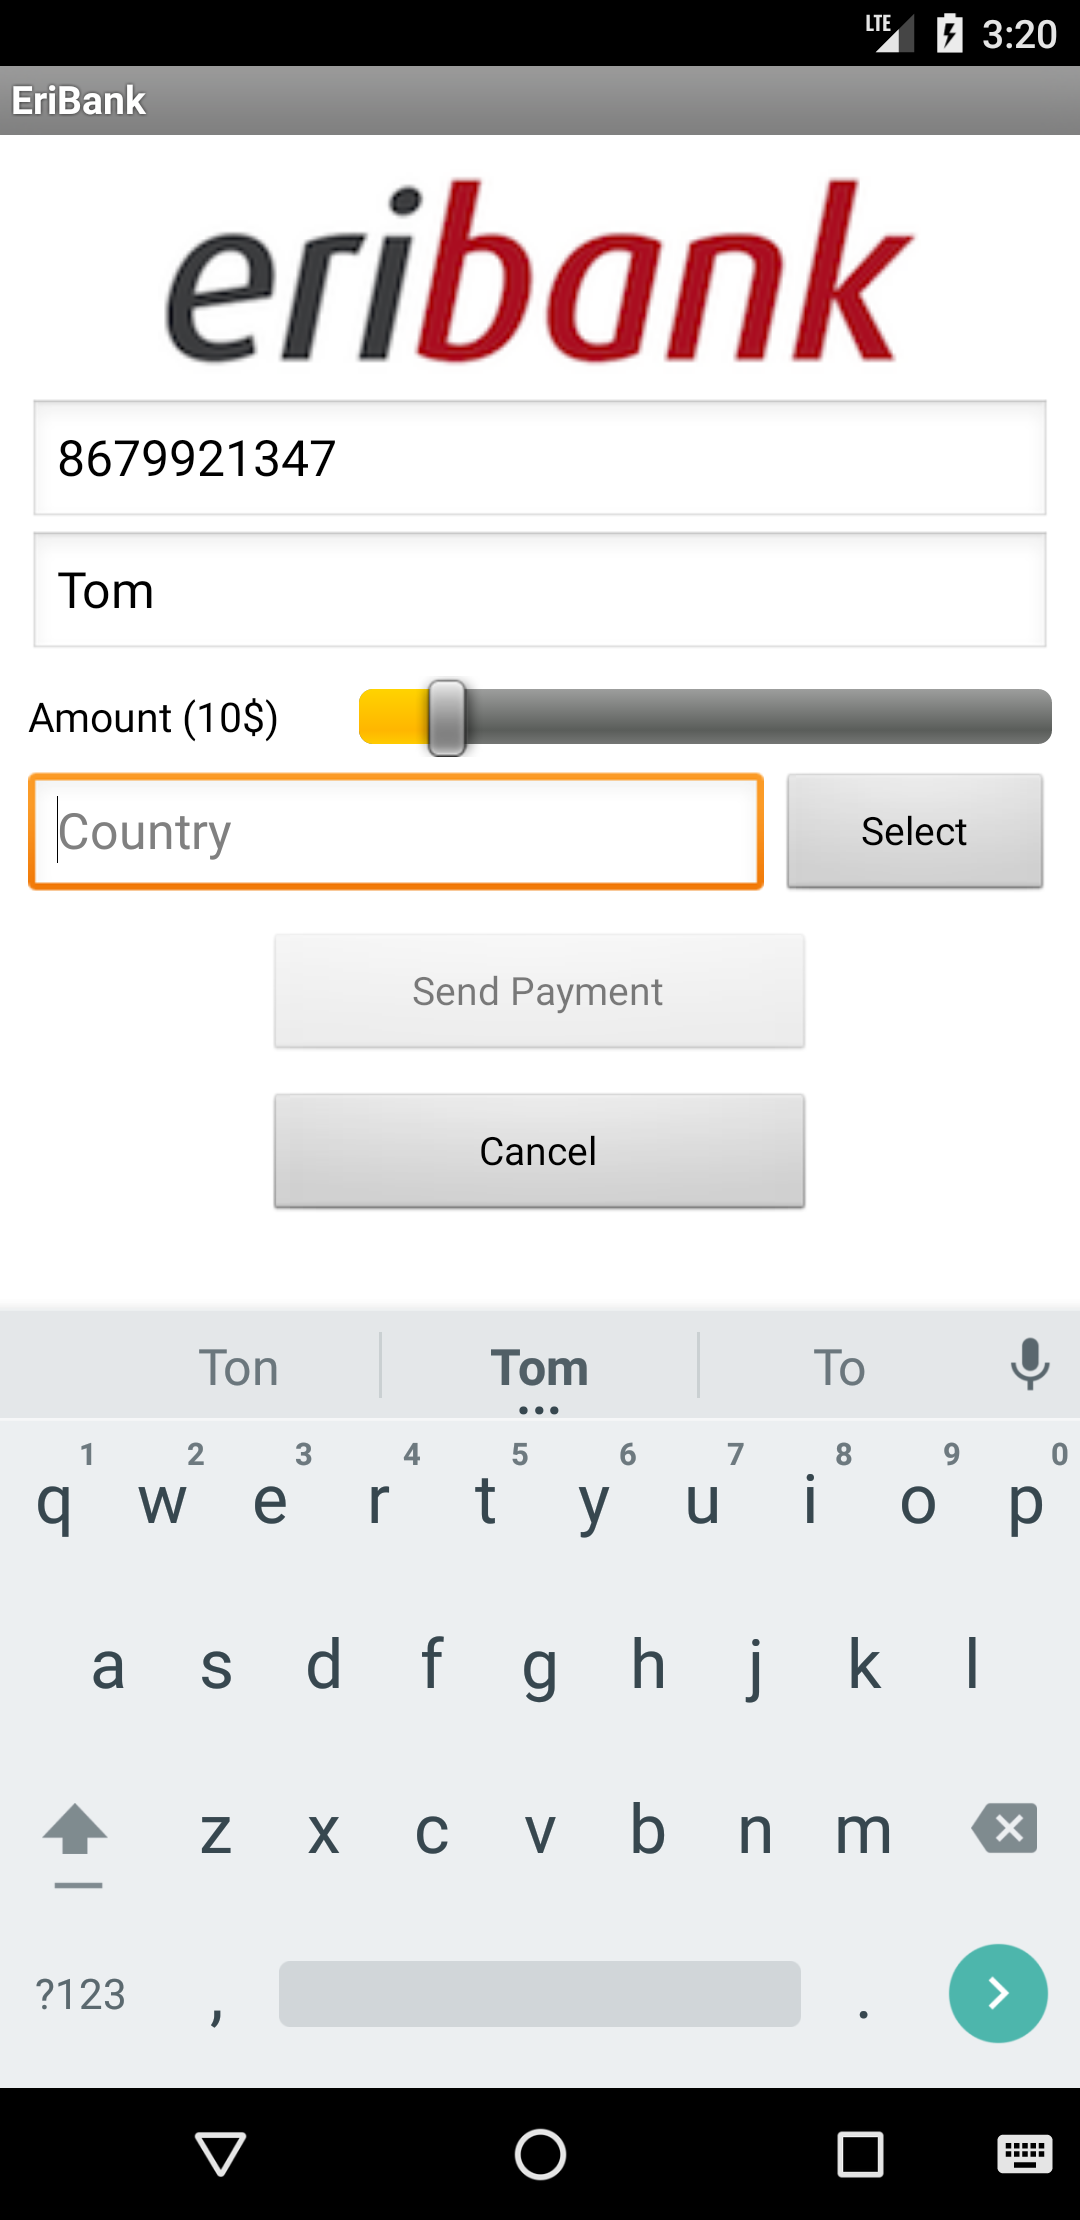 LTE 3:20
EriBank
eribank
8679921347
Tom
Amount (10$)
Country Select
Send Payment
Cancel
Ton Tom To
1 2 3 4 5 6 7 8 9 0
q w e r t y u i o p
a s d f g h j k l
z x c v b n m
?123 , .